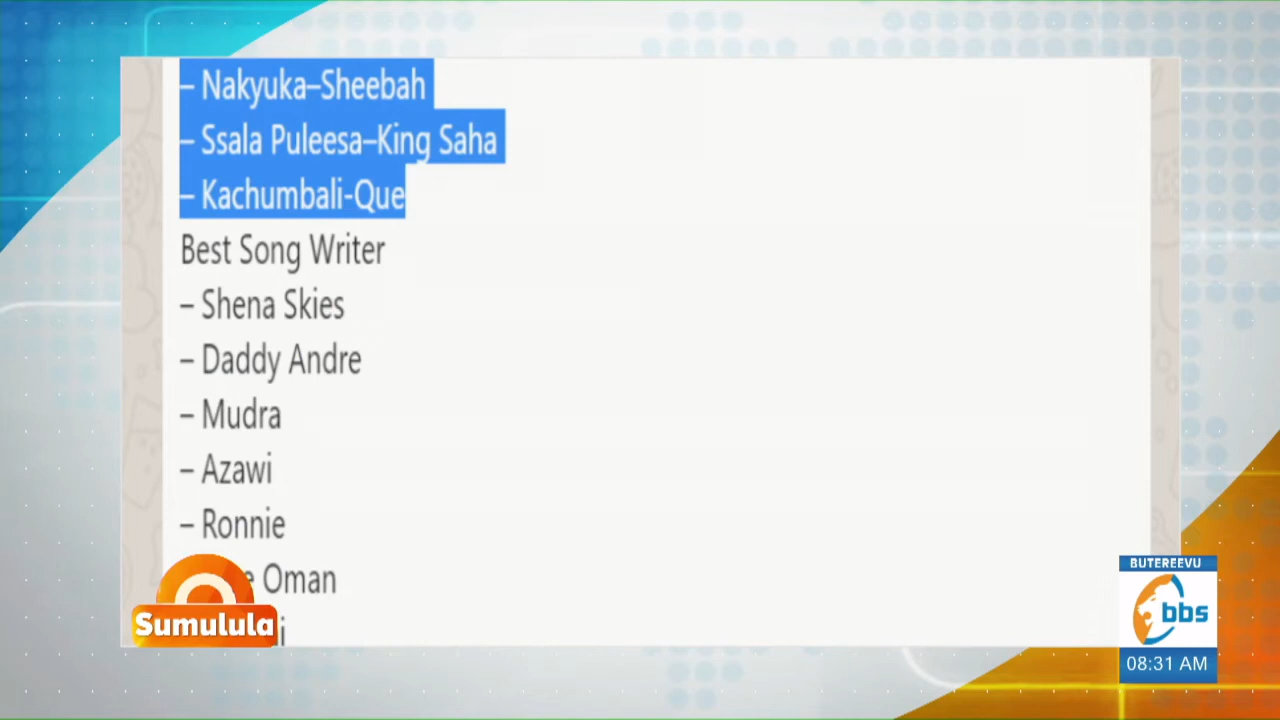 – Nakyuka–Sheebah
– Ssala Puleesa–King Saha
– Kachumbali-Que
Best Song Writer
– Shena Skies
– Daddy Andre
– Mudra
– Azawi
– Ronnie
Oman
Sumulula
BUTEREEVU
bbs
08:31 AM